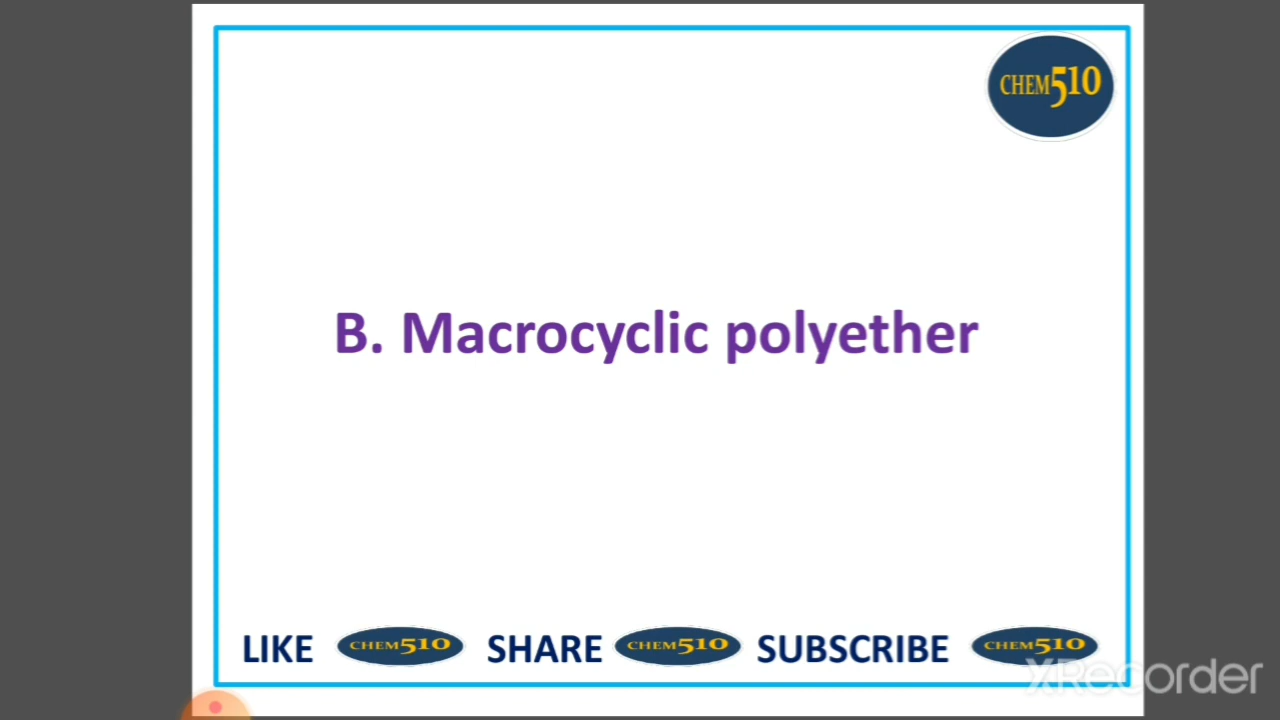 CHEM510
B. Macrocyclic polyether
LIKE CHEM510 SHARE CHEM510 SUBSCRIBE CHEM510
XRecorder